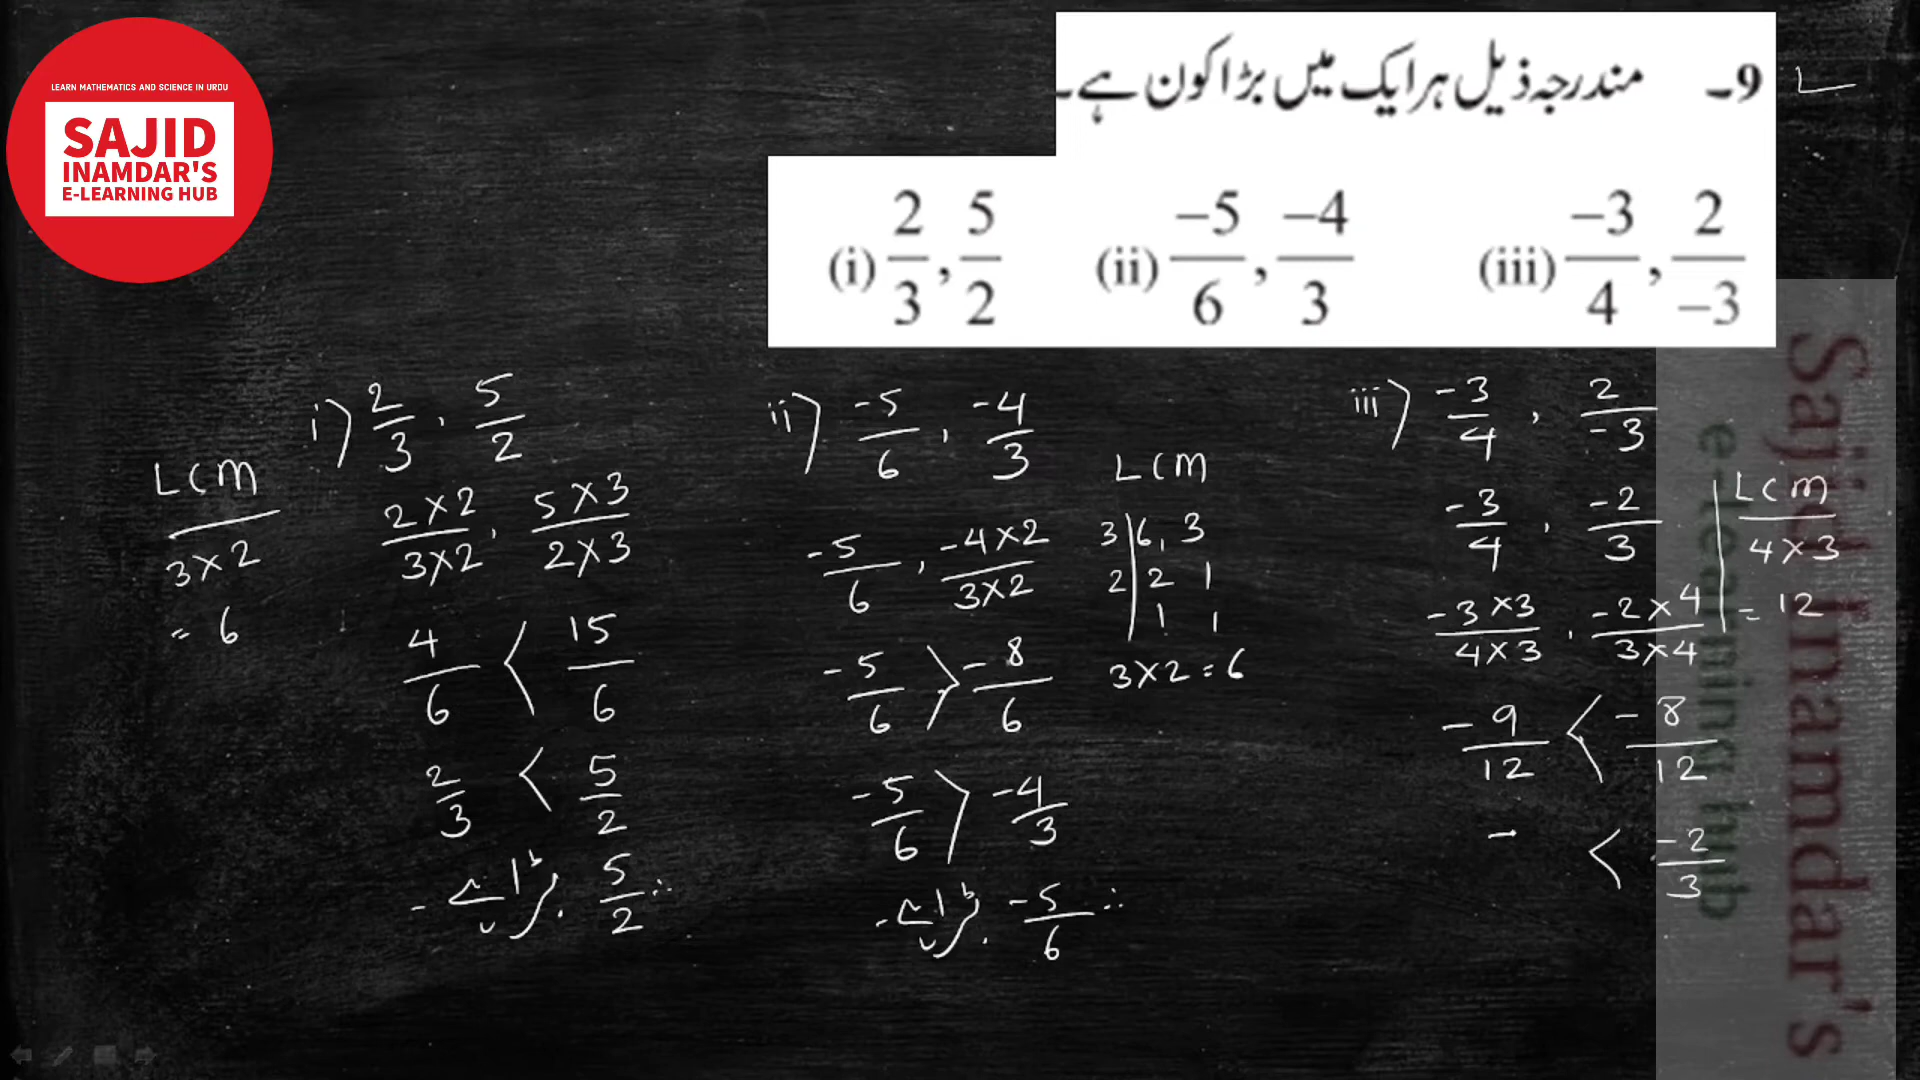 LEARN MATHEMATICS AND SCIENCE IN URDU
SAJID
INAMDAR'S
E-LEARNING HUB
9۔ مندرجہ ذیل ہر ایک میں بڑا کون ہے۔
(i) 2/3 , 5/2 (ii) −5/6 , −4/3 (iii) −3/4 , 2/−3
i) 2/3 , 5/2
LCM
3×2
= 6
2×2/3×2 , 5×3/2×3
4/6 < 15/6
2/3 < 5/2
∴ 5/2 بڑا ہے -
ii) -5/6 , -4/3
LCM
3 | 6, 3
2 | 2 1
1 1
3×2 = 6
-5/6 , -4×2/3×2
-5/6 > -8/6
-5/6 > -4/3
∴ -5/6 بڑا ہے -
iii) -3/4 , 2/-3
-3/4 , -2/3
LCM
4×3
= 12
-3×3/4×3 , -2×4/3×4
-9/12 < -8/12
- < -2/3
Sajid Inamdar's
e-learning hub